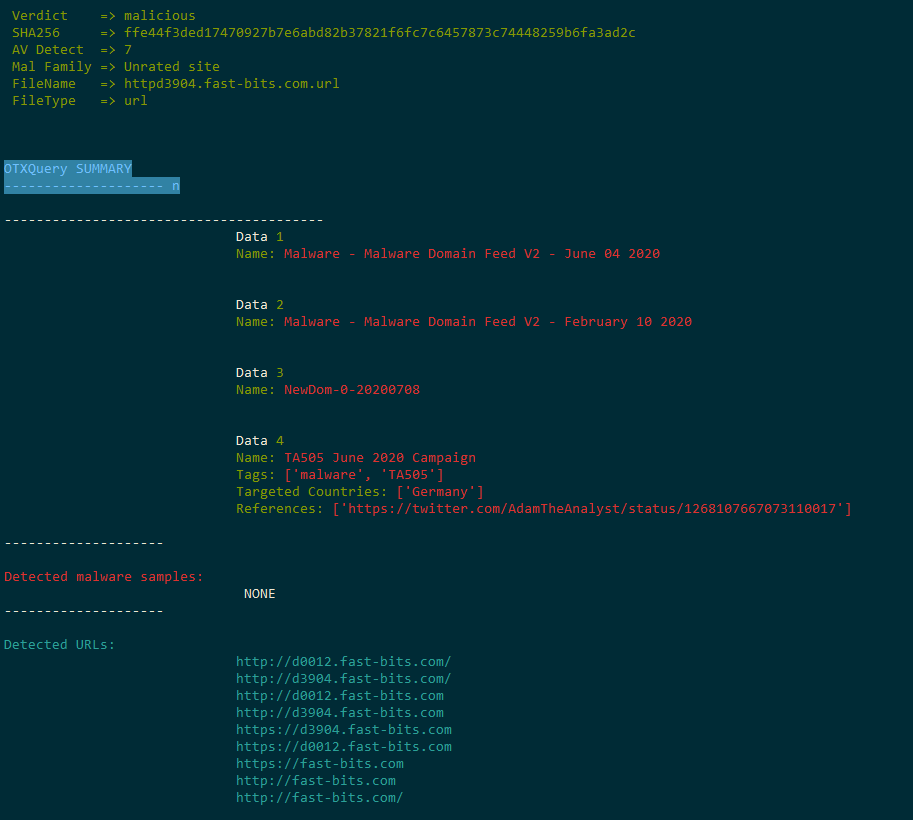 Verdict => malicious
SHA256 => ffe44f3ded17470927b7e6abd82b37821f6fc7c6457873c74448259b6fa3ad2c
AV Detect => 7
Mal Family => Unrated site
FileName => httpd3904.fast-bits.com.url
FileType => url
OTXQuery SUMMARY
-------------------- n
----------------------------------------
Data 1
Name: Malware - Malware Domain Feed V2 - June 04 2020
Data 2
Name: Malware - Malware Domain Feed V2 - February 10 2020
Data 3
Name: NewDom-0-20200708
Data 4
Name: TA505 June 2020 Campaign
Tags: ['malware', 'TA505']
Targeted Countries: ['Germany']
References: ['https://twitter.com/AdamTheAnalyst/status/1268107667073110017']
--------------------
Detected malware samples:
NONE
--------------------
Detected URLs:
http://d0012.fast-bits.com/
http://d3904.fast-bits.com/
http://d0012.fast-bits.com
http://d3904.fast-bits.com
https://d3904.fast-bits.com
https://d0012.fast-bits.com
https://fast-bits.com
http://fast-bits.com
http://fast-bits.com/